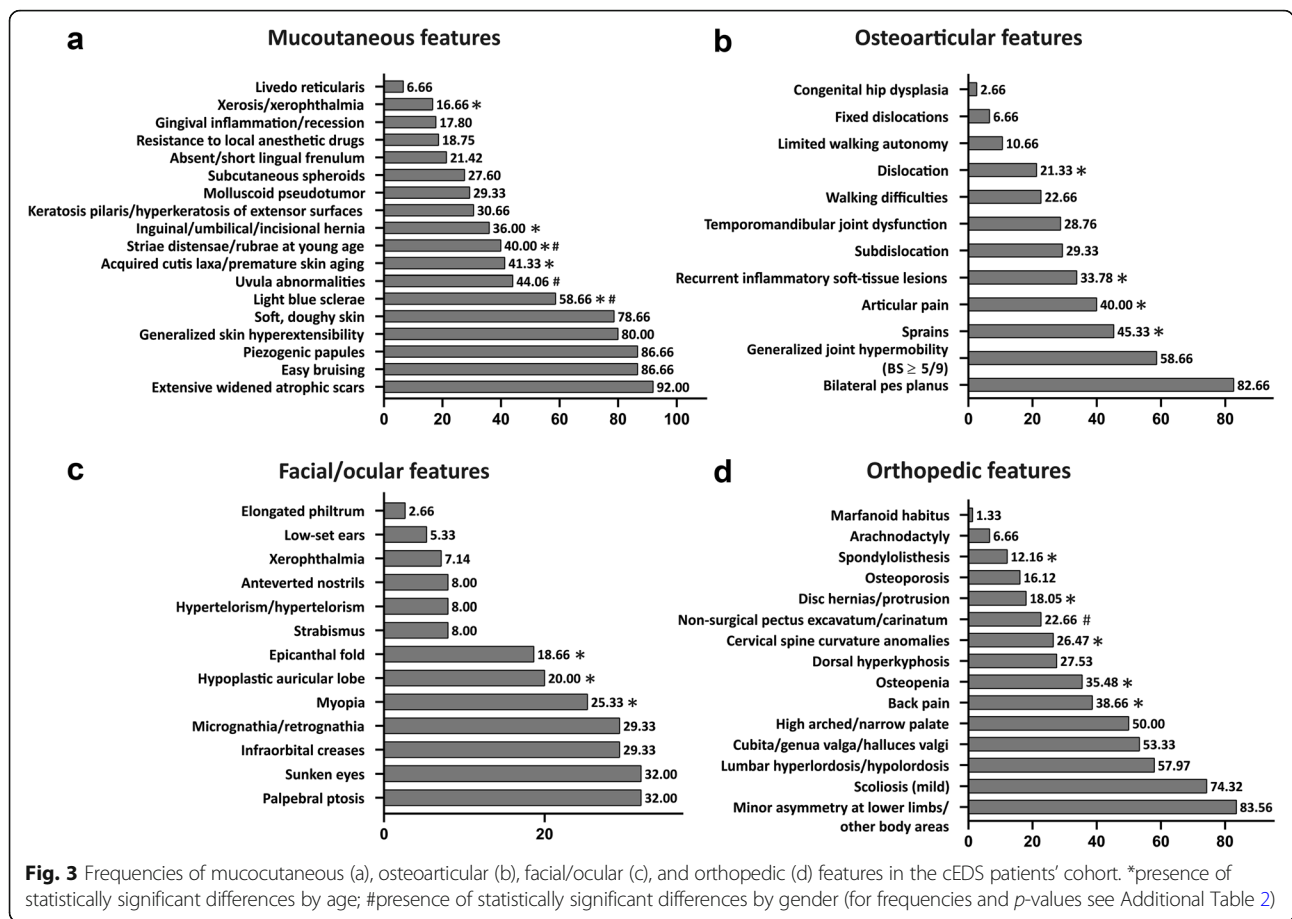 a
Mucoutaneous features
Livedo reticularis 6.66
Xerosis/xerophthalmia 16.66 *
Gingival inflammation/recession 17.80
Resistance to local anesthetic drugs 18.75
Absent/short lingual frenulum 21.42
Subcutaneous spheroids 27.60
Molluscoid pseudotumor 29.33
Keratosis pilaris/hyperkeratosis of extensor surfaces 30.66
Inguinal/umbilical/incisional hernia 36.00 *
Striae distensae/rubrae at young age 40.00 * #
Acquired cutis laxa/premature skin aging 41.33 *
Uvula abnormalities 44.06 #
Light blue sclerae 58.66 * #
Soft, doughy skin 78.66
Generalized skin hyperextensibility 80.00
Piezogenic papules 86.66
Easy bruising 86.66
Extensive widened atrophic scars 92.00
0 20 40 60 80 100
b
Osteoarticular features
Congenital hip dysplasia 2.66
Fixed dislocations 6.66
Limited walking autonomy 10.66
Dislocation 21.33 *
Walking difficulties 22.66
Temporomandibular joint dysfunction 28.76
Subdislocation 29.33
Recurrent inflammatory soft-tissue lesions 33.78 *
Articular pain 40.00 *
Sprains 45.33 *
Generalized joint hypermobility 58.66
(BS ≥ 5/9)
Bilateral pes planus 82.66
0 20 40 60 80
c
Facial/ocular features
Elongated philtrum 2.66
Low-set ears 5.33
Xerophthalmia 7.14
Anteverted nostrils 8.00
Hypertelorism/hypertelorism 8.00
Strabismus 8.00
Epicanthal fold 18.66 *
Hypoplastic auricular lobe 20.00 *
Myopia 25.33 *
Micrognathia/retrognathia 29.33
Infraorbital creases 29.33
Sunken eyes 32.00
Palpebral ptosis 32.00
0 20
d
Orthopedic features
Marfanoid habitus 1.33
Arachnodactyly 6.66
Spondylolisthesis 12.16 *
Osteoporosis 16.12
Disc hernias/protrusion 18.05 *
Non-surgical pectus excavatum/carinatum 22.66 #
Cervical spine curvature anomalies 26.47 *
Dorsal hyperkyphosis 27.53
Osteopenia 35.48 *
Back pain 38.66 *
High arched/narrow palate 50.00
Cubita/genua valga/halluces valgi 53.33
Lumbar hyperlordosis/hypolordosis 57.97
Scoliosis (mild) 74.32
Minor asymmetry at lower limbs/ 83.56
other body areas
0 20 40 60 80
Fig. 3 Frequencies of mucocutaneous (a), osteoarticular (b), facial/ocular (c), and orthopedic (d) features in the cEDS patients' cohort. *presence of
statistically significant differences by age; #presence of statistically significant differences by gender (for frequencies and p-values see Additional Table 2)